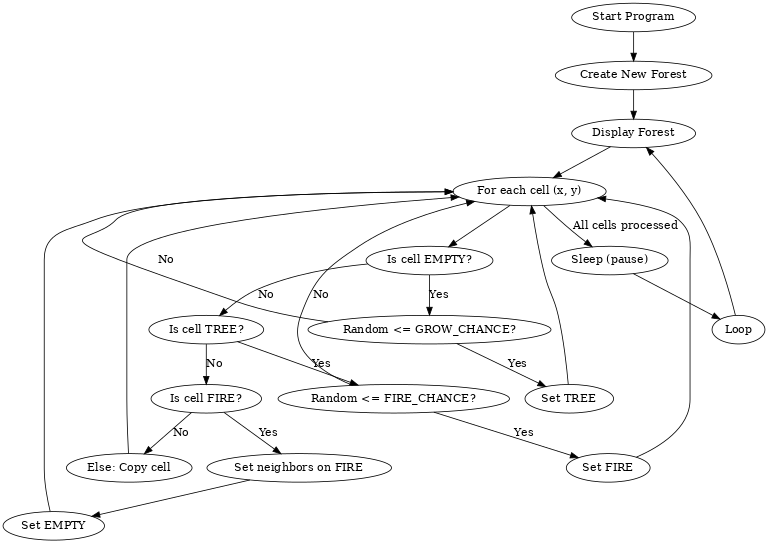 Start Program
Create New Forest
Display Forest
For each cell (x, y)
All cells processed
Is cell EMPTY?
Sleep (pause)
No
No
No
Yes
Is cell TREE?
Random <= GROW_CHANCE?
Loop
No
Yes
Yes
Is cell FIRE?
Random <= FIRE_CHANCE?
Set TREE
No
Yes
Yes
Else: Copy cell
Set neighbors on FIRE
Set FIRE
Set EMPTY